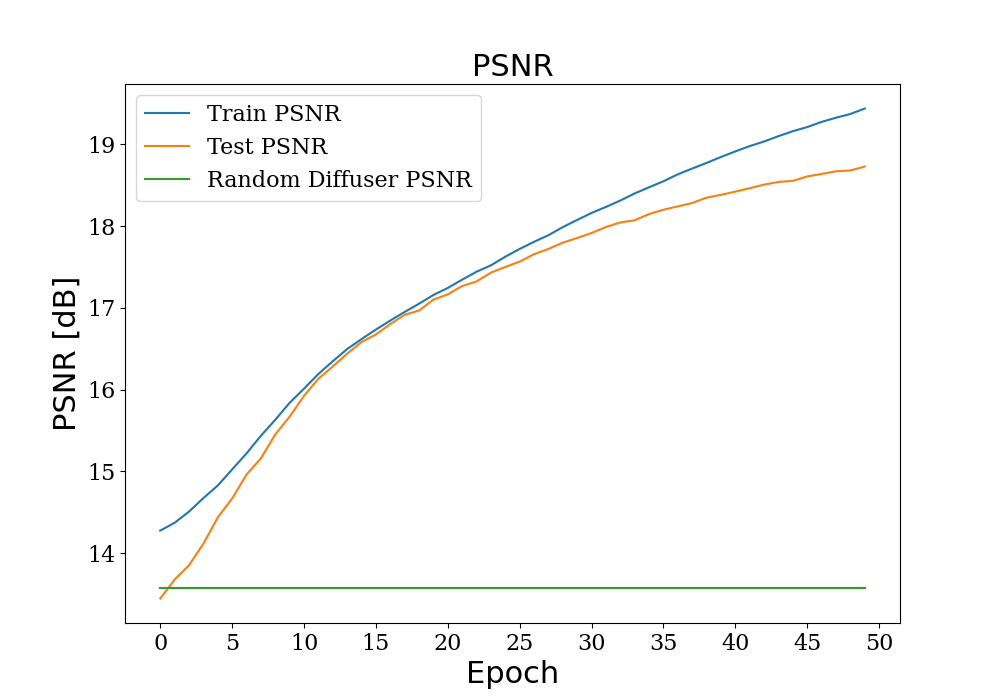 PSNR
Train PSNR
Test PSNR
Random Diffuser PSNR
PSNR [dB]
19
18
17
16
15
14
0 5 10 15 20 25 30 35 40 45 50
Epoch